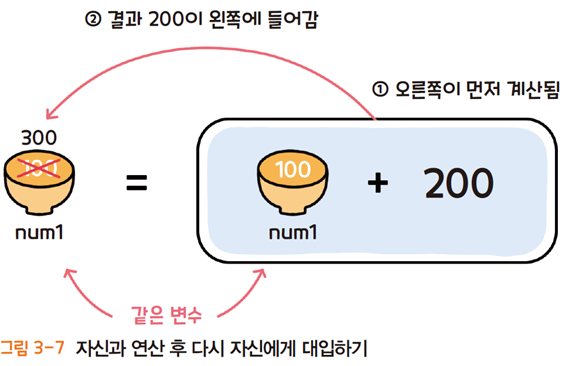 ② 결과 200이 왼쪽에 들어감
① 오른쪽이 먼저 계산됨
300
100 = 100 + 200
num1 num1
같은 변수
그림 3-7 자신과 연산 후 다시 자신에게 대입하기